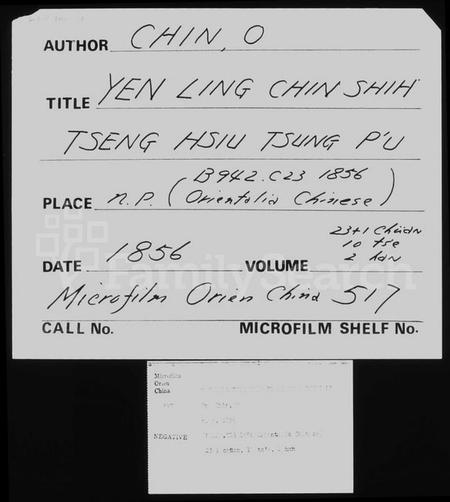 AUTHOR CHIN, O
TITLE YEN LING CHIN SHIH
TSENG HSIU TSUNG P'U
B942.C23 1856
PLACE n.p. (Orientalia Chinese)
23+1 Chüan
10 tse
2 han
DATE 1856 VOLUME
FamilySearch
Microfilm Orien China 517
CALL No. MICROFILM SHELF No.
Microfilm
Orien
China
NEGATIVE